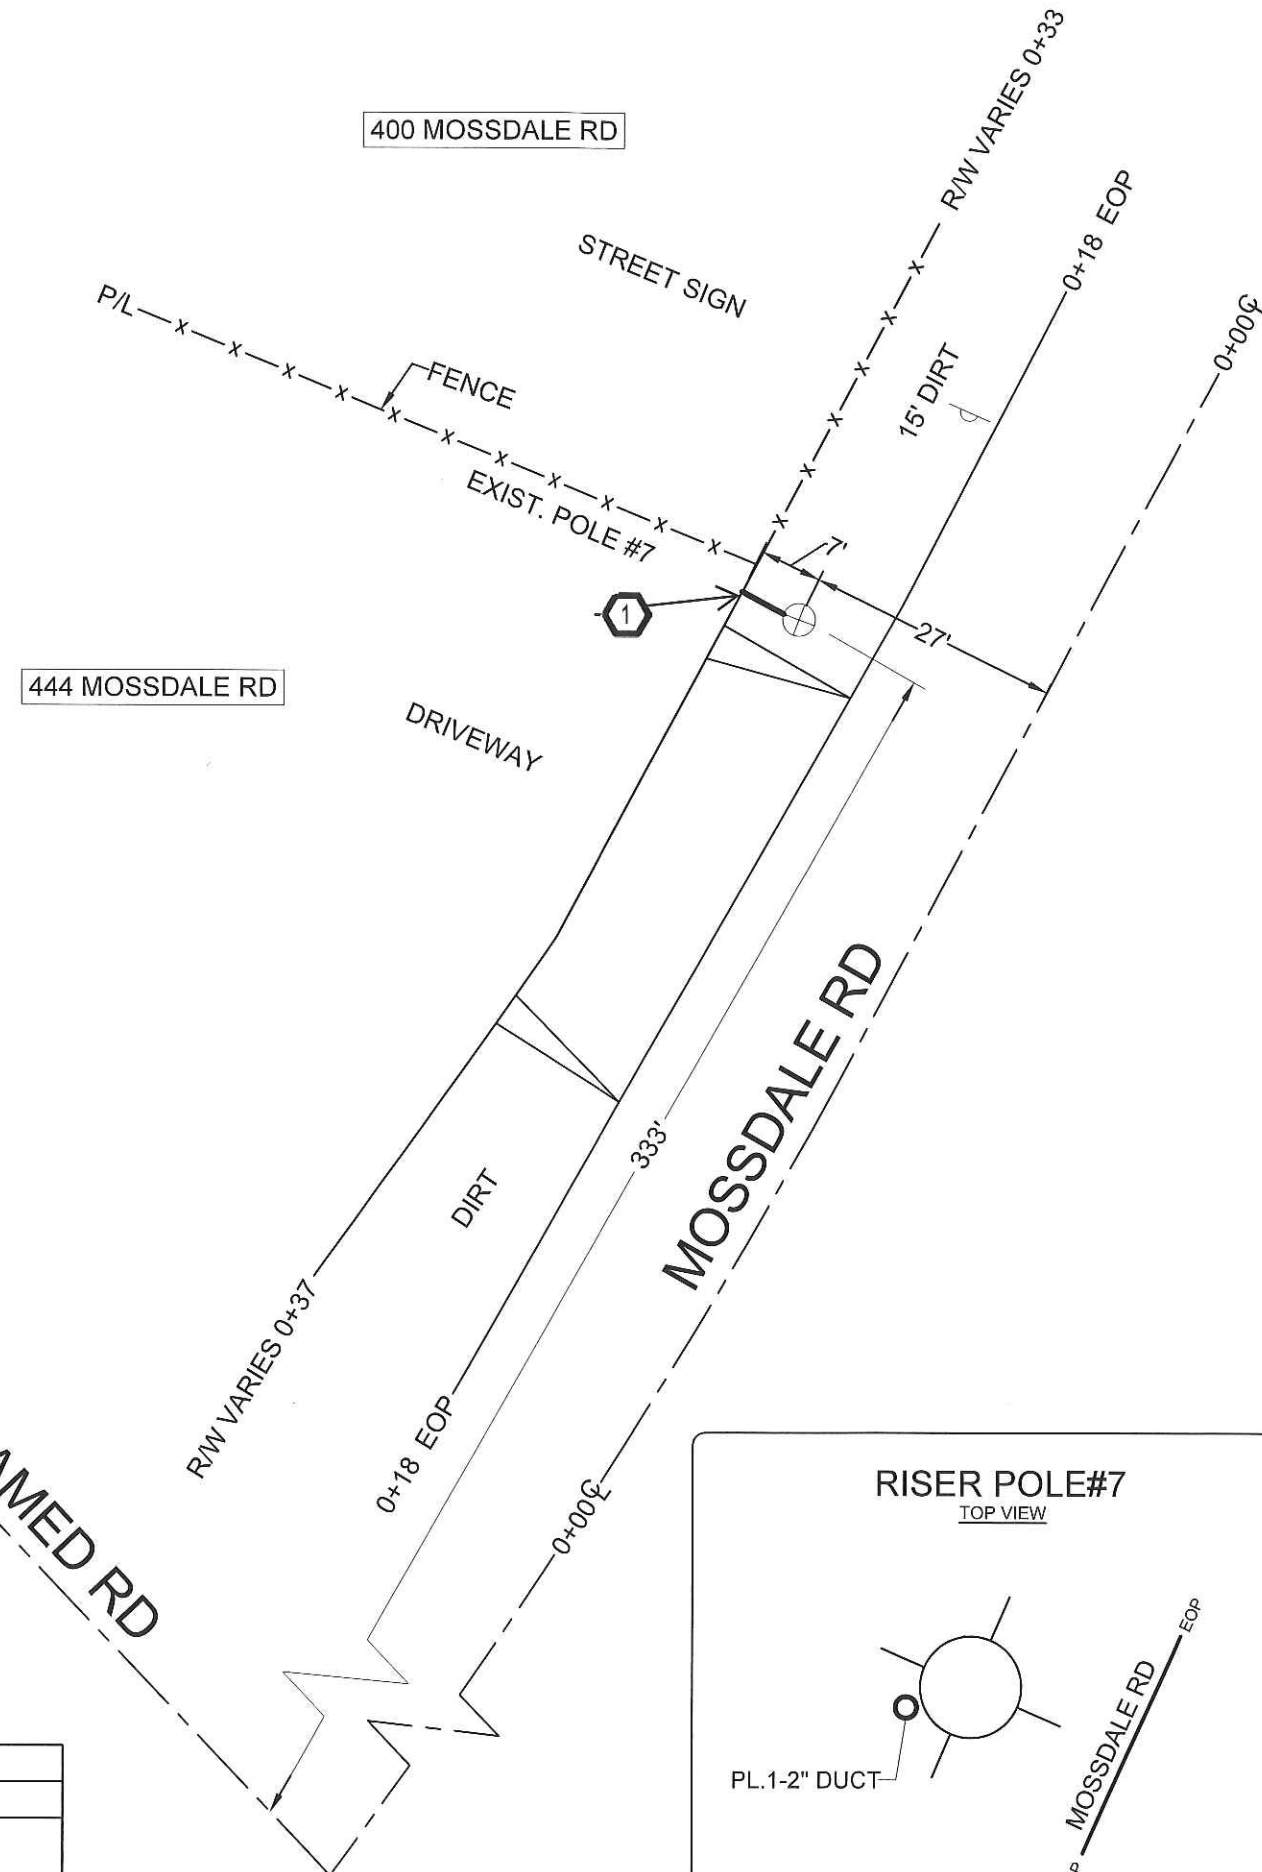 R/W VARIES 0+33
400 MOSSDALE RD
0+18 EOP
STREET SIGN
P/L
0+00 ℄
FENCE
15' DIRT
EXIST. POLE #7
7'
1
27'
444 MOSSDALE RD
DRIVEWAY
MOSSDALE RD
333'
DIRT
R/W VARIES 0+37
0+18 EOP
0+00 ℄
AMED RD
RISER POLE#7
TOP VIEW
EOP
MOSSDALE RD
PL.1-2" DUCT
P